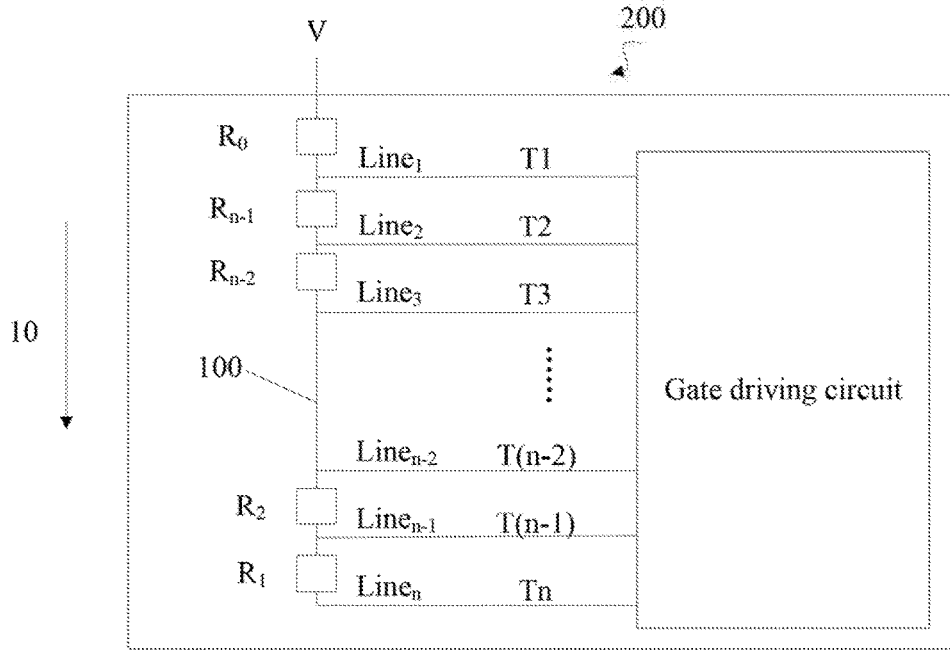 200
V
R₀
Line₁ T1
Rₙ₋₁
Line₂ T2
Rₙ₋₂
Line₃ T3
10
100
Gate driving circuit
Lineₙ₋₂ T(n-2)
R₂
Lineₙ₋₁ T(n-1)
R₁
Lineₙ Tn